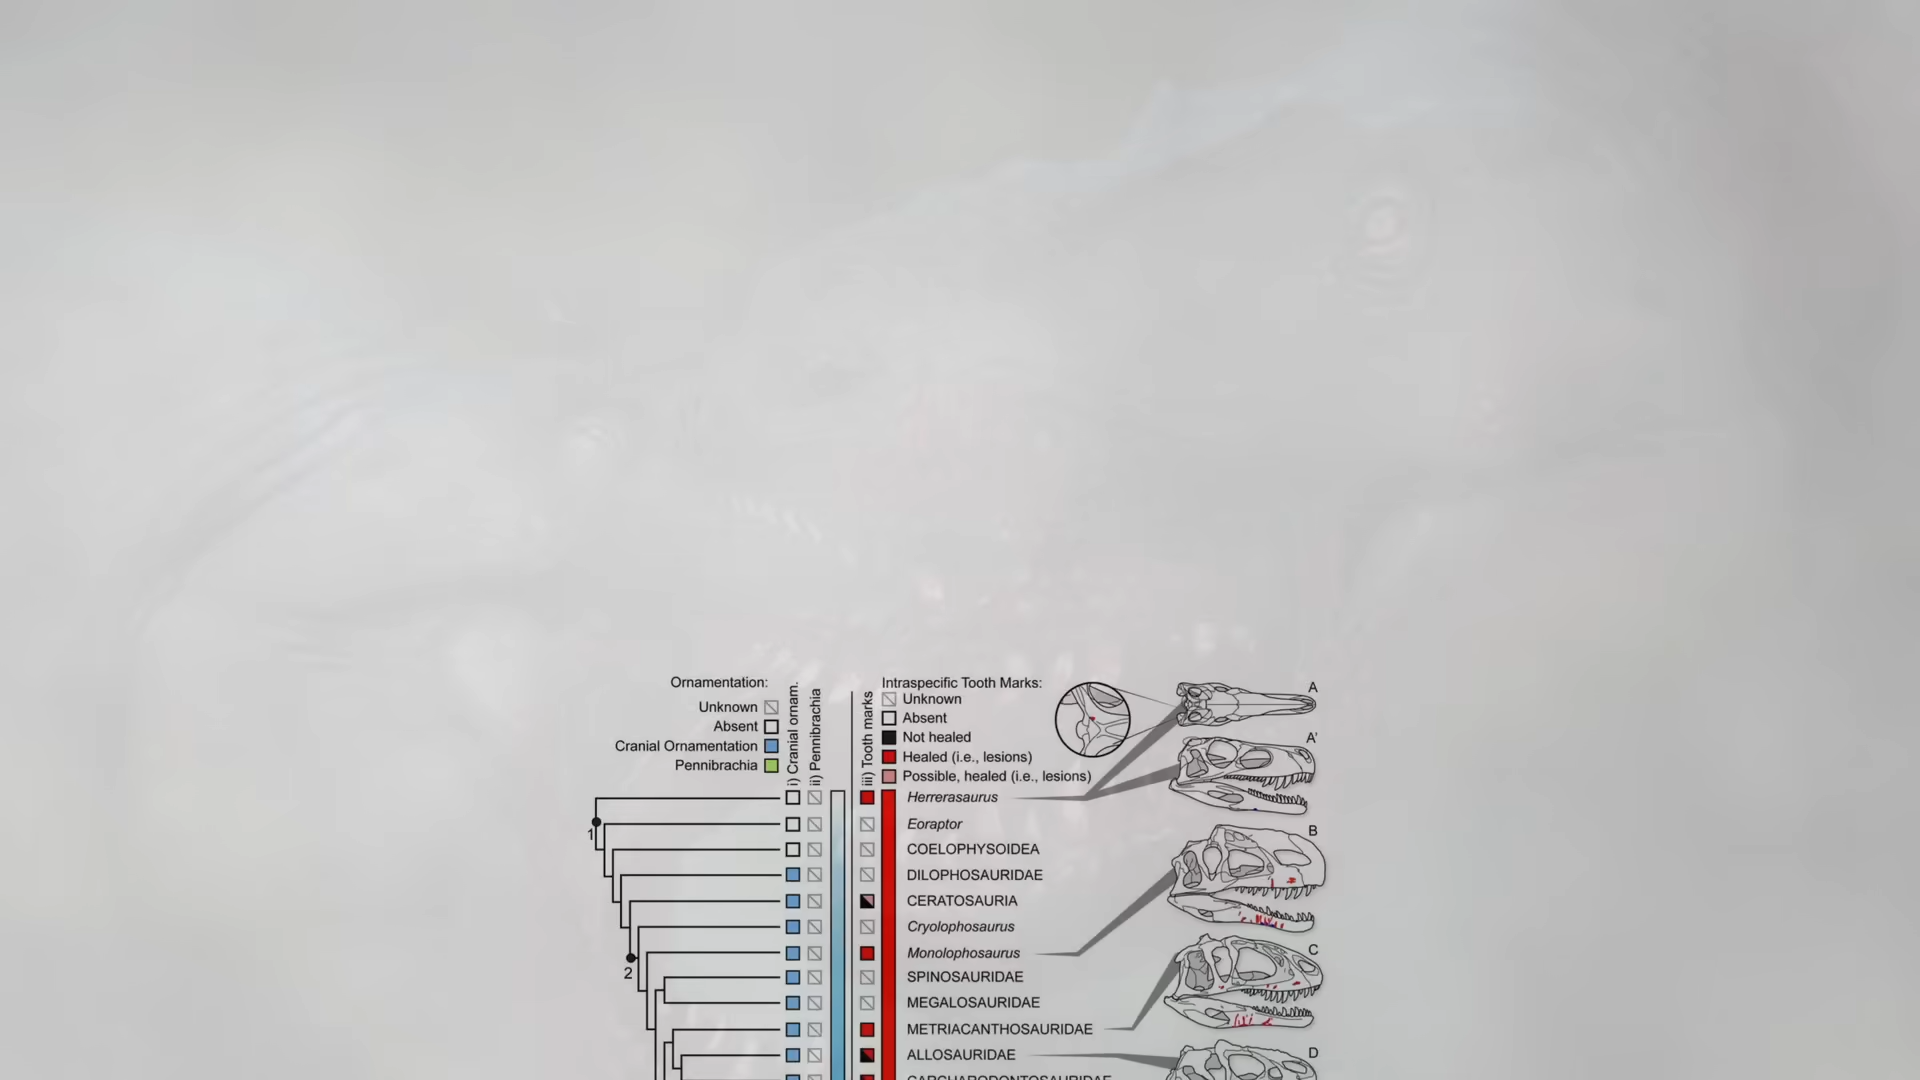 Ornamentation:
Unknown
Absent
Cranial Ornamentation
Pennibrachia
i) Cranial ornam.
ii) Pennibrachia
iii) Tooth marks
Intraspecific Tooth Marks:
Unknown
Absent
Not healed
Healed (i.e., lesions)
Possible, healed (i.e., lesions)
A
A'
B
C
D
1
2
Herrerasaurus
Eoraptor
COELOPHYSOIDEA
DILOPHOSAURIDAE
CERATOSAURIA
Cryolophosaurus
Monolophosaurus
SPINOSAURIDAE
MEGALOSAURIDAE
METRIACANTHOSAURIDAE
ALLOSAURIDAE
CARCHARODONTOSAURIDAE